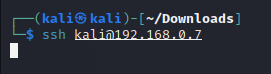 ┌──(kali㉿kali)-[~/Downloads]
└─$ ssh kali@192.168.0.7